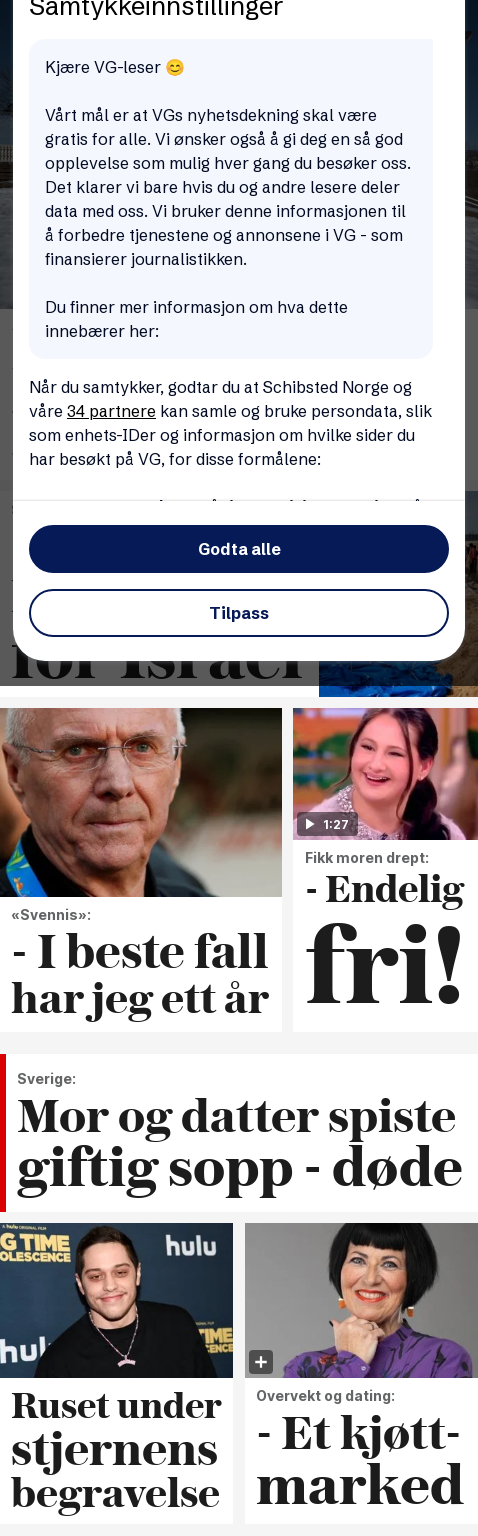 Samtykkeinnstillinger
Kjære VG-leser 😊
Vårt mål er at VGs nyhetsdekning skal være
gratis for alle. Vi ønsker også å gi deg en så god
opplevelse som mulig hver gang du besøker oss.
Det klarer vi bare hvis du og andre lesere deler
data med oss. Vi bruker denne informasjonen til
å forbedre tjenestene og annonsene i VG - som
finansierer journalistikken.
Du finner mer informasjon om hva dette
innebærer her:
Når du samtykker, godtar du at Schibsted Norge og
våre 34 partnere kan samle og bruke persondata, slik
som enhets-IDer og informasjon om hvilke sider du
har besøkt på VG, for disse formålene:
Godta alle
Tilpass
for Israel
1:27
«Svennis»:
- I beste fall
har jeg ett år
Fikk moren drept:
- Endelig
fri!
Sverige:
Mor og datter spiste
giftig sopp - døde
A hulu ORIGINAL FILM
G TIME
OLESCENCE
hulu
hulu
TIME
Ruset under
stjernens
begravelse
Overvekt og dating:
- Et kjøtt-
marked